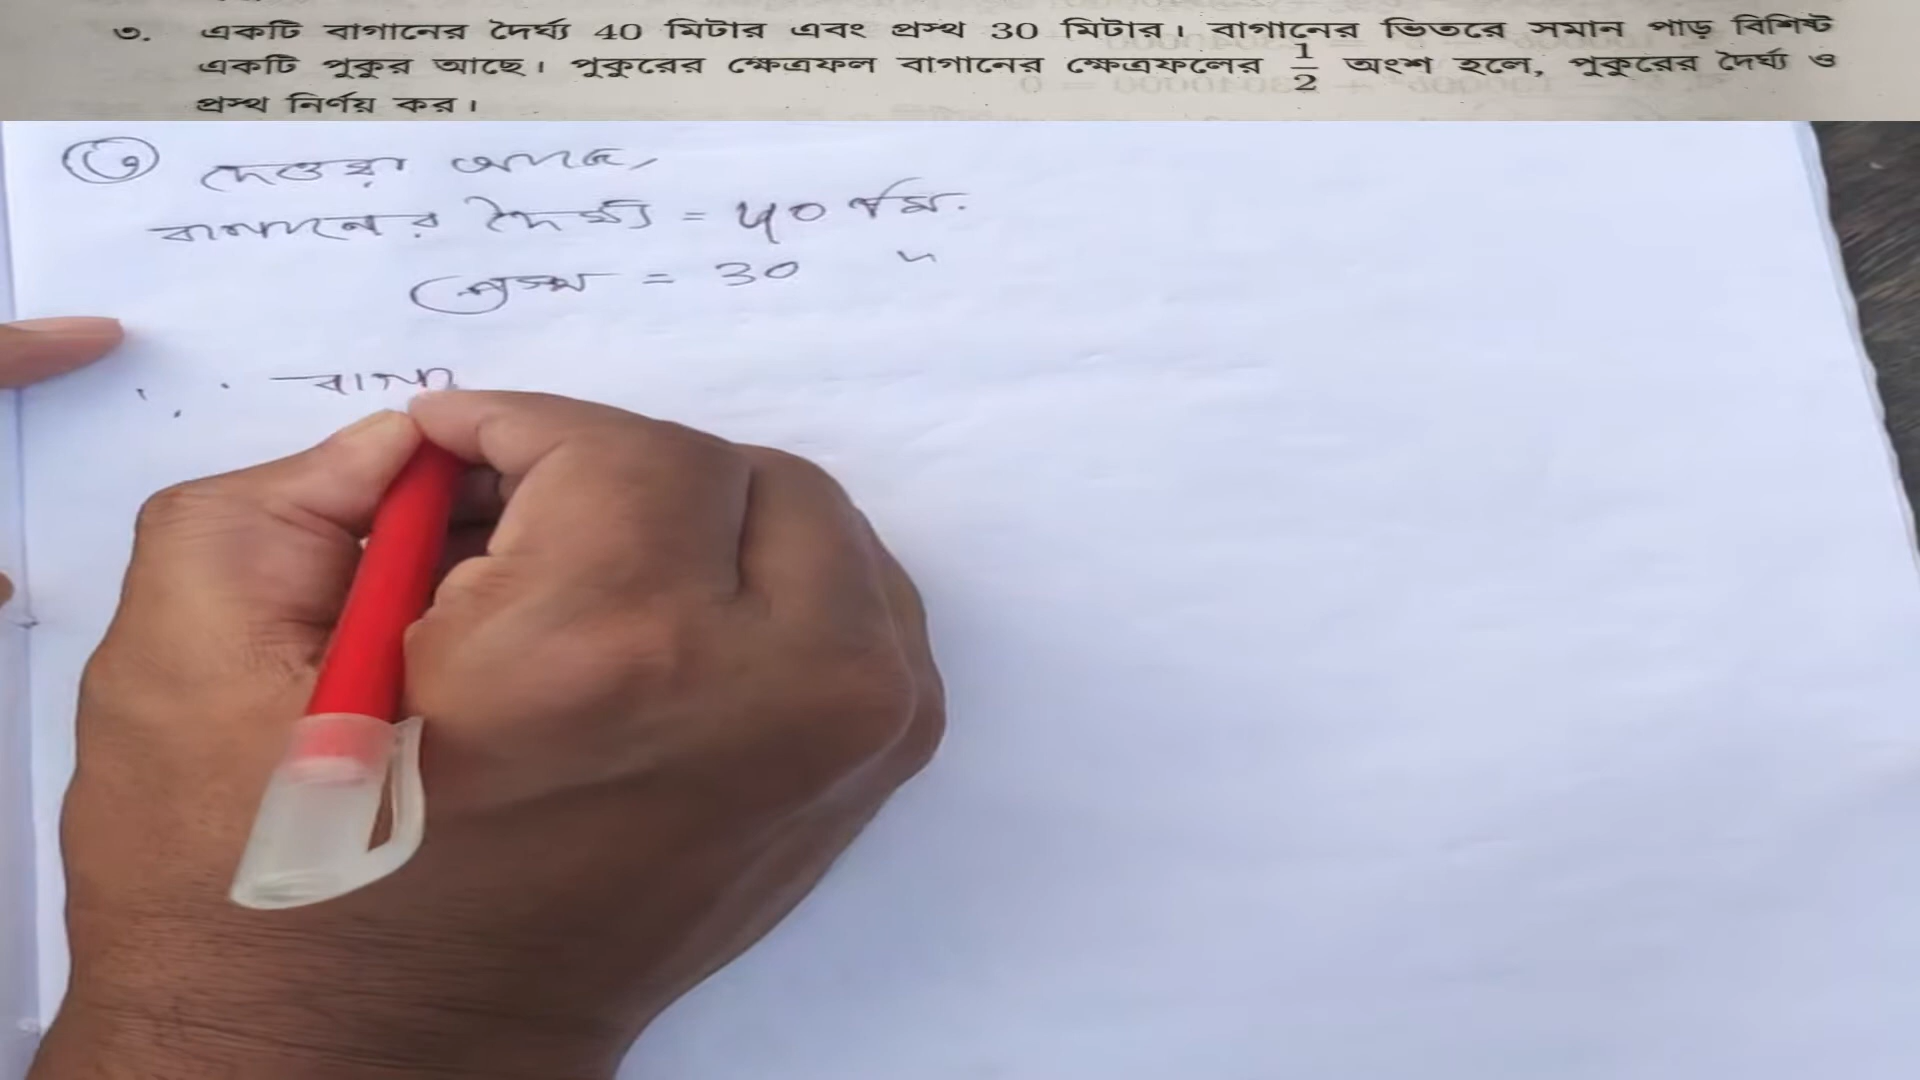 ৩. একটি বাগানের দৈর্ঘ্য 40 মিটার এবং প্রস্থ 30 মিটার। বাগানের ভিতরে সমান পাড় বিশিষ্ট
একটি পুকুর আছে। পুকুরের ক্ষেত্রফল বাগানের ক্ষেত্রফলের 1/2 অংশ হলে, পুকুরের দৈর্ঘ্য ও
প্রস্থ নির্ণয় কর।
৩ দেওয়া আছে,
বাগানের দৈর্ঘ্য = 40 মি.
প্রস্থ = 30 "
∴ বাগা